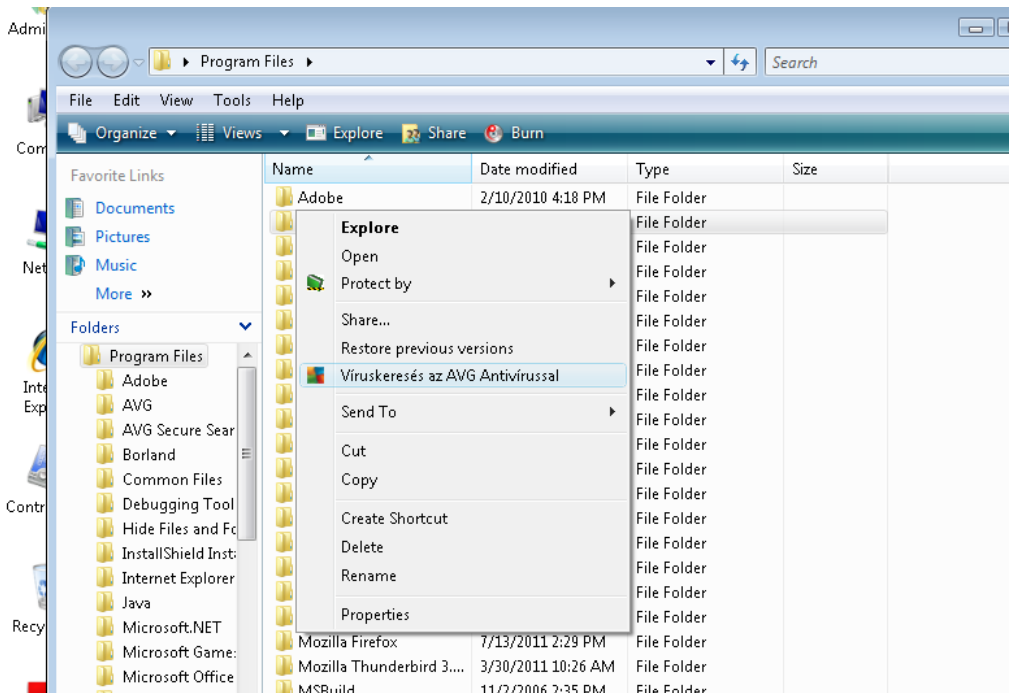 Admi
Program Files
Search
File Edit View Tools Help
Organize Views Explore Share Burn
Com
Favorite Links
Name Date modified Type Size
Adobe 2/10/2010 4:18 PM File Folder
Documents
Explore File Folder
Pictures
Open File Folder
Net
Music
Protect by File Folder
More »
File Folder
Folders
Share... File Folder
Restore previous versions File Folder
Program Files
Víruskeresés az AVG Antivírussal File Folder
Inte
Exp
Adobe
File Folder
AVG
Send To File Folder
AVG Secure Sear
Borland
Cut File Folder
Common Files
Copy File Folder
Contr
Debugging Tool
File Folder
Hide Files and Fo
Create Shortcut File Folder
InstallShield Inst
Delete File Folder
Internet Explorer
Rename File Folder
Java
File Folder
Recy
Microsoft.NET
Properties File Folder
Mozilla Firefox 7/13/2011 2:29 PM File Folder
Microsoft Game
Mozilla Thunderbird 3.... 3/30/2011 10:26 AM File Folder
Microsoft Office
MSBuild 11/2/2006 2:35 PM File Folder